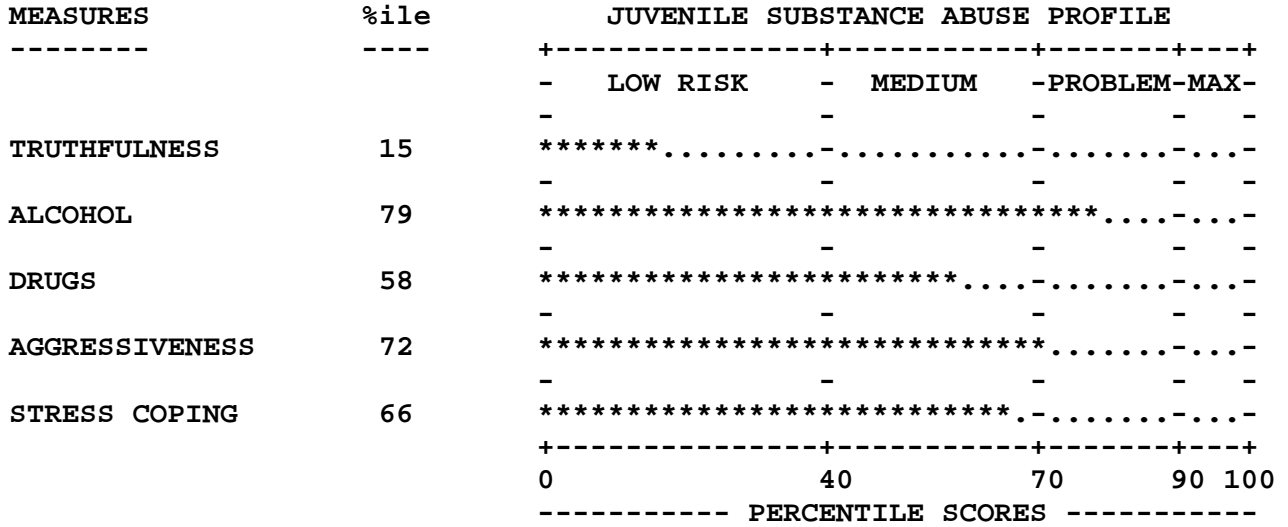 MEASURES %ile JUVENILE SUBSTANCE ABUSE PROFILE
-------- ---- +---------------+-----------+-------+---+
- LOW RISK - MEDIUM -PROBLEM-MAX-
- - - - -
TRUTHFULNESS 15 *******.........-...........-.......-...-
- - - - -
ALCOHOL 79 ********************************....-...-
- - - - -
DRUGS 58 ************************....-.......-...-
- - - - -
AGGRESSIVENESS 72 *****************************.......-...-
- - - - -
STRESS COPING 66 ***************************.-.......-...-
+---------------+-----------+-------+---+
0 40 70 90 100
----------- PERCENTILE SCORES -----------